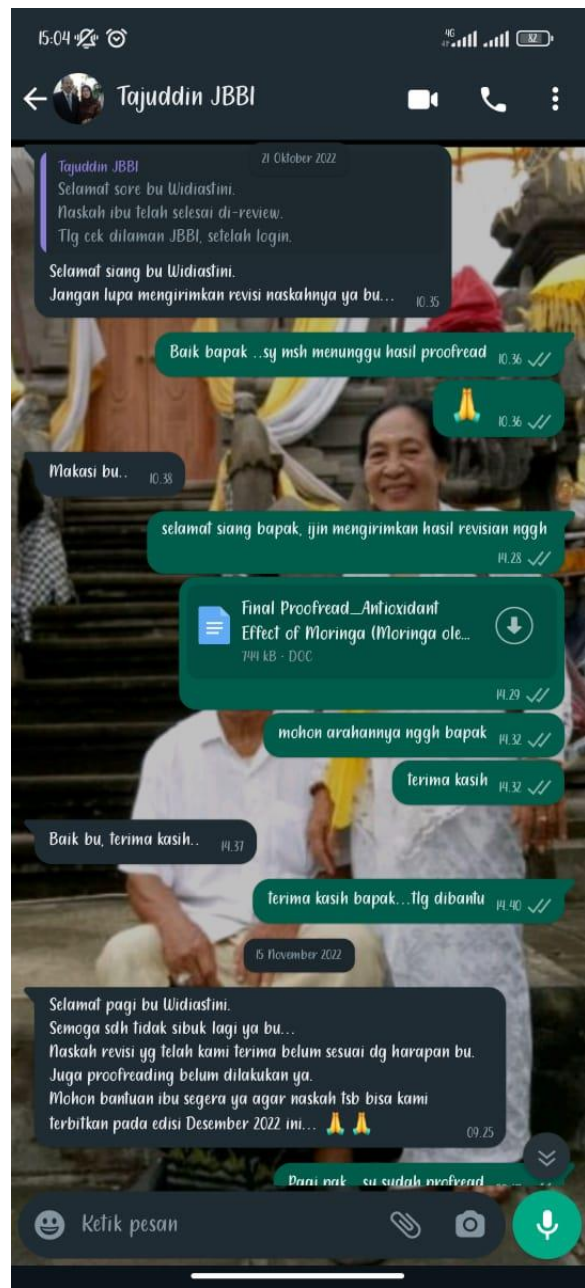 15:04
4G
82
Tajuddin JBBI
21 Oktober 2022
Tajuddin JBBI
Selamat sore bu Widiastini.
Naskah ibu telah selesai di-review.
Tlg cek dilaman JBBI, setelah login.
Selamat siang bu Widiastini.
Jangan lupa mengirimkan revisi naskahnya ya bu... 10.35
Baik bapak ..sy msh menunggu hasil proofread 10.36
10.36
Makasi bu.. 10.38
selamat siang bapak, ijin mengirimkan hasil revisian nggh
14.28
Final Proofread_Antioxidant
Effect of Moringa (Moringa ole...
744 kB - DOC
14.29
mohon arahannya nggh bapak 14.32
terima kasih 14.32
Baik bu, terima kasih.. 14.37
terima kasih bapak...tlg dibantu 14.40
15 November 2022
Selamat pagi bu Widiastini.
Semoga sdh tidak sibuk lagi ya bu...
Naskah revisi yg telah kami terima belum sesuai dg harapan bu.
Juga proofreading belum dilakukan ya.
Mohon bantuan ibu segera ya agar naskah tsb bisa kami
terbitkan pada edisi Desember 2022 ini... 09.25
Pagi pak sy sudah profread
Ketik pesan